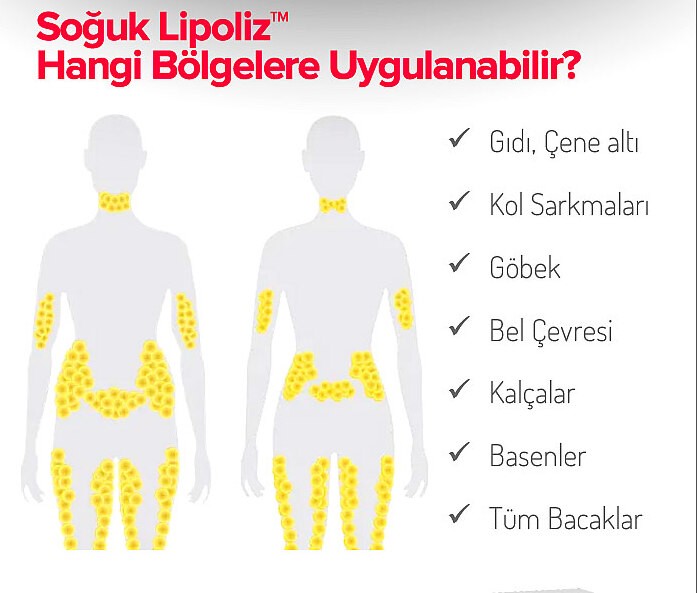 Soğuk Lipoliz™
Hangi Bölgelere Uygulanabilir?
Gıdı, Çene altı
Kol Sarkmaları
Göbek
Bel Çevresi
Kalçalar
Basenler
Tüm Bacaklar